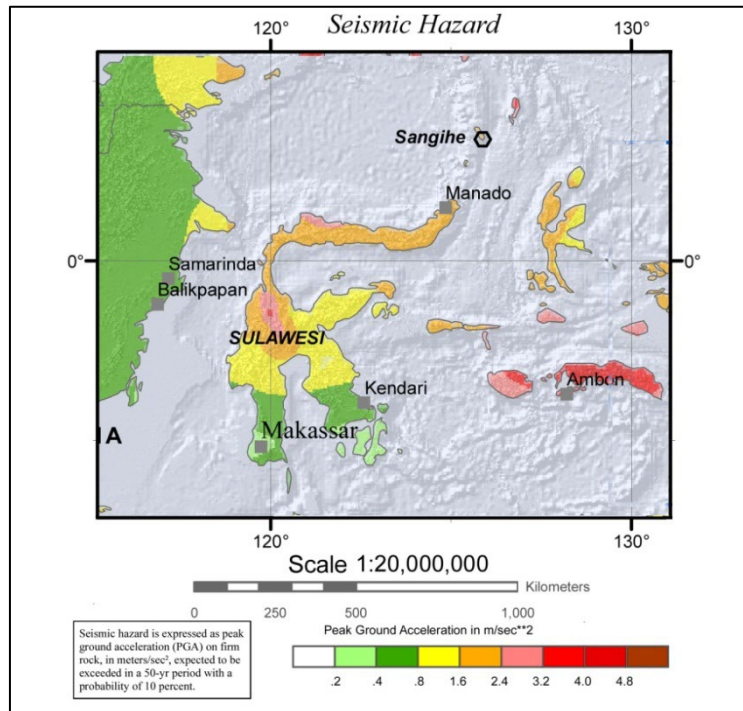 Seismic Hazard
120°
130°
Sangihe
Manado
0°
Samarinda
0°
Balikpapan
SULAWESI
Ambon
Kendari
IA
Makassar
120°
130°
Scale 1:20,000,000
Kilometers
0
250
500
1,000
Peak Ground Acceleration in m/sec**2
.2
.4
.8
1.6
2.4
3.2
4.0
4.8
Seismic hazard is expressed as peak
ground acceleration (PGA) on firm
rock, in meters/sec², expected to be
exceeded in a 50-yr period with a
probability of 10 percent.